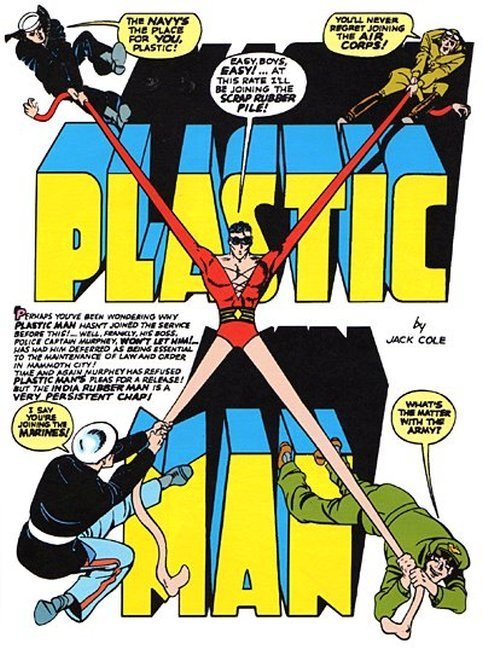 THE NAVY'S
THE PLACE
FOR YOU,
PLASTIC!
YOU'LL NEVER
REGRET JOINING
THE AIR
CORPS!
EASY, BOYS,
EASY!... AT
THIS RATE I'LL
BE JOINING THE
SCRAP RUBBER
PILE!
PLASTIC
PERHAPS YOU'VE BEEN WONDERING WHY
PLASTIC MAN HASN'T JOINED THE SERVICE
BEFORE THIS!... WELL, FRANKLY, HIS BOSS,
POLICE CAPTAIN MURPHEY, WON'T LET HIM!...
HAS HAD HIM DEFERRED AS BEING ESSENTIAL
TO THE MAINTENANCE OF LAW AND ORDER
IN MAMMOTH CITY!
TIME AND AGAIN MURPHEY HAS REFUSED
PLASTIC MAN'S PLEAS FOR A RELEASE!
BUT THE INDIA RUBBER MAN IS A
VERY PERSISTENT CHAP!
by
JACK COLE
I SAY
YOU'RE
JOINING THE
MARINES!
WHAT'S
THE MATTER
WITH THE
ARMY?
MAN